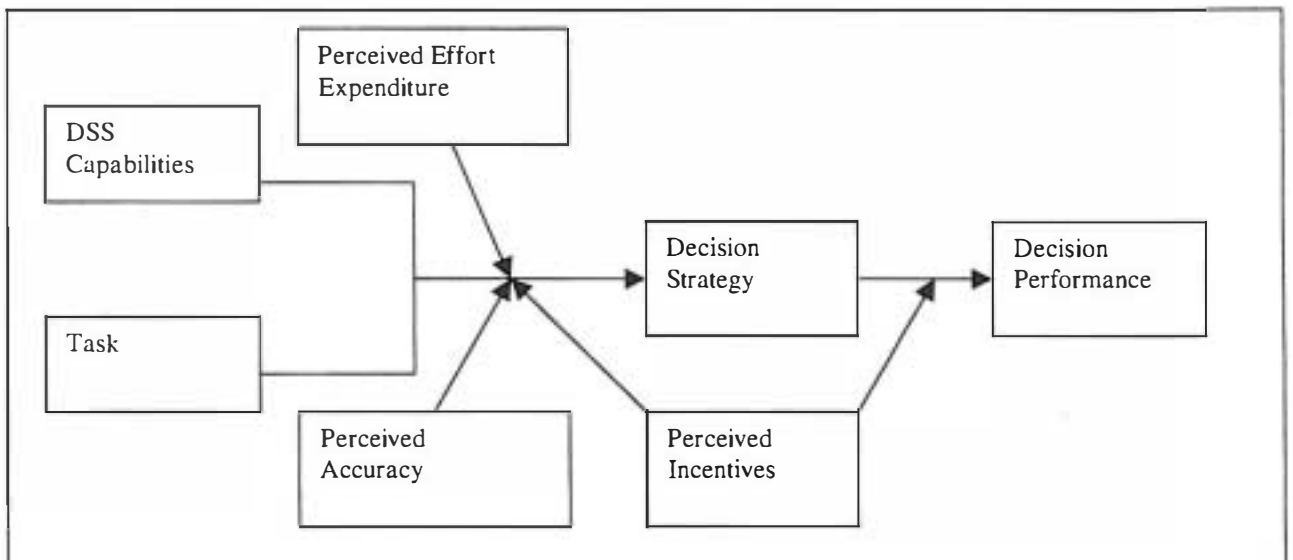 Perceived Effort
Expenditure
DSS
Capabilities
Decision
Strategy
Decision
Performance
Task
Perceived
Accuracy
Perceived
Incentives